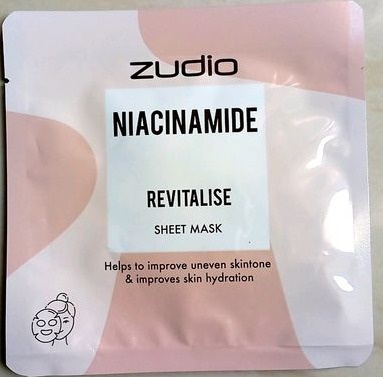 zudio
NIACINAMIDE
REVITALISE
SHEET MASK
Helps to improve uneven skintone
& improves skin hydration